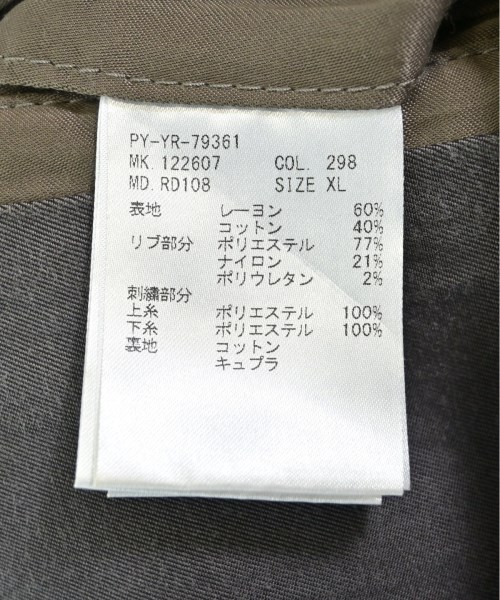 PY-YR-79361
MK. 122607 COL. 298
MD. RD108 SIZE XL
表地 レーヨン 60%
コットン 40%
リブ部分 ポリエステル 77%
ナイロン 21%
ポリウレタン 2%
刺繍部分
上糸 ポリエステル 100%
下糸 ポリエステル 100%
裏地 コットン
キュプラ